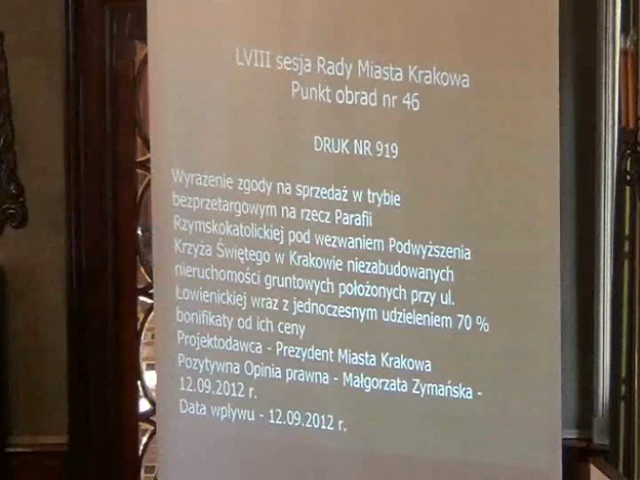 LVIII sesja Rady Miasta Krakowa
Punkt obrad nr 46
DRUK NR 919
Wyrażenie zgody na sprzedaż w trybie
bezprzetargowym na rzecz Parafii
Rzymskokatolickiej pod wezwaniem Podwyższenia
Krzyża Świętego w Krakowie niezabudowanych
nieruchomości gruntowych położonych przy ul.
Łowienickiej wraz z jednoczesnym udzieleniem 70 %
bonifikaty od ich ceny
Projektodawca - Prezydent Miasta Krakowa
Pozytywna Opinia prawna - Małgorzata Zymańska -
12.09.2012 r.
Data wpływu - 12.09.2012 r.